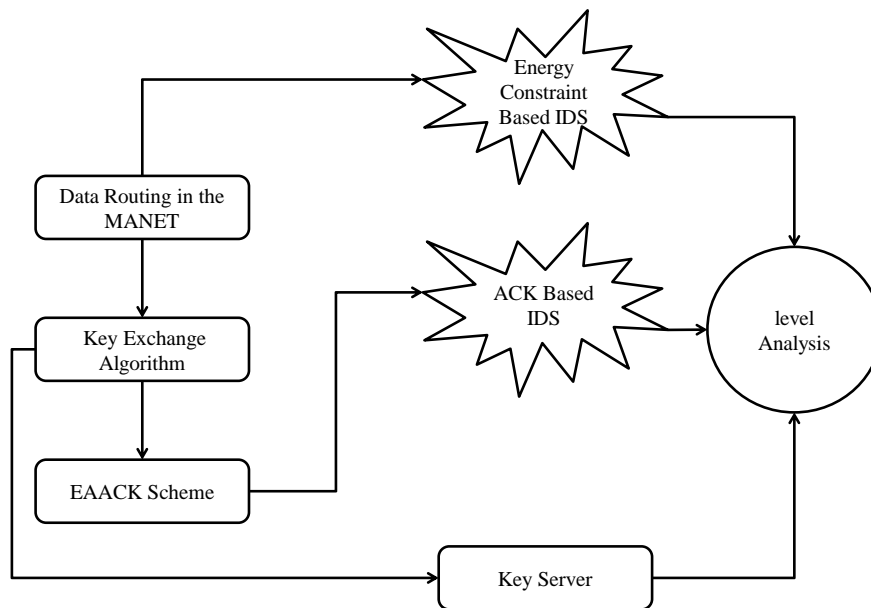 Energy
Constraint
Based IDS
Data Routing in the
MANET
ACK Based
IDS
level
Analysis
Key Exchange
Algorithm
EAACK Scheme
Key Server